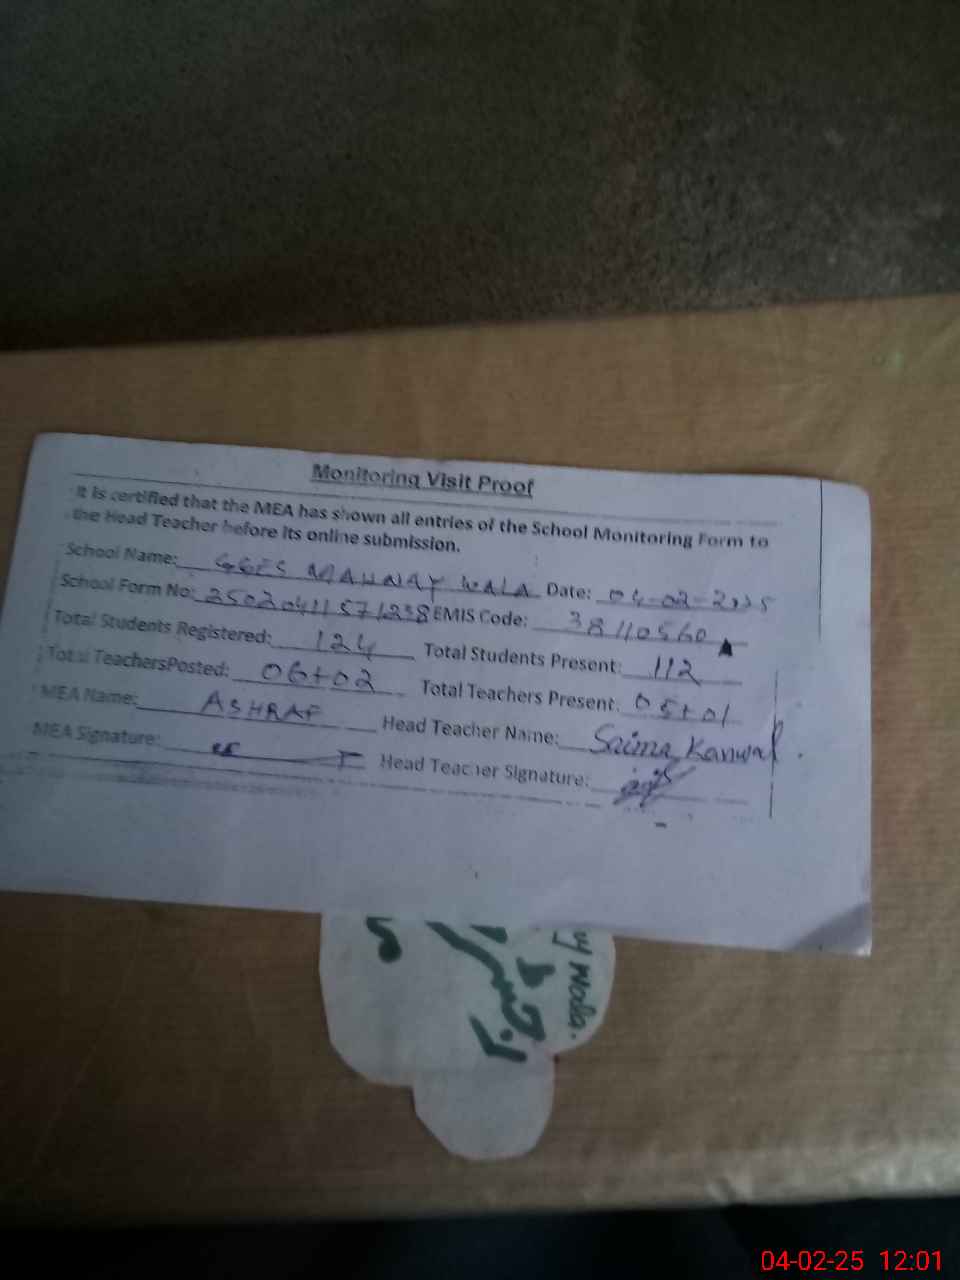 Monitoring Visit Proof
It is certified that the MEA has shown all entries of the School Monitoring Form to
the Head Teacher before its online submission.
School Name: GGES MAHNAY WALA Date: 04-02-2025
School Form No: 25020411571238 EMIS Code: 38110560
Total Students Registered: 124 Total Students Present: 112
Total TeachersPosted: 06+02 Total Teachers Present: 05+01
MEA Name: ASHRAF Head Teacher Name: Saima Kanwal.
MEA Signature: Head Teacher Signature:
y Wala.
04-02-25 12:01